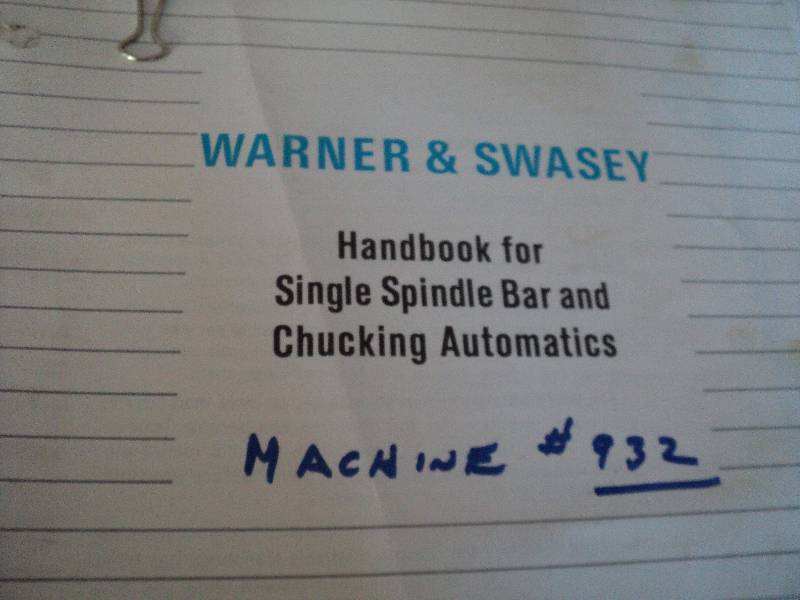 WARNER & SWASEY
Handbook for
Single Spindle Bar and
Chucking Automatics
MACHINE # 932